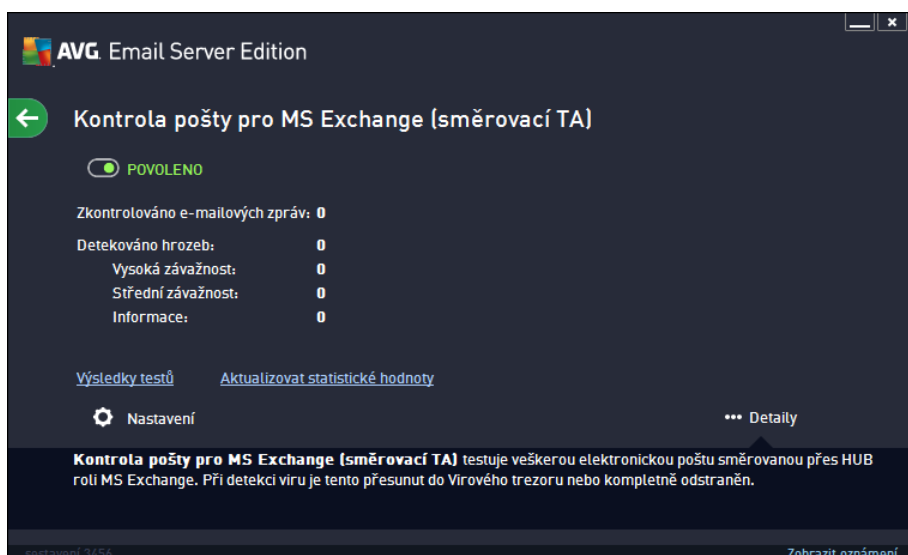 AVG. Email Server Edition
Kontrola pošty pro MS Exchange (směrovací TA)
POVOLENO
Zkontrolováno e-mailových zpráv: 0
Detekováno hrozeb: 0
Vysoká závažnost: 0
Střední závažnost: 0
Informace: 0
Výsledky testů Aktualizovat statistické hodnoty
Nastavení ••• Detaily
Kontrola pošty pro MS Exchange (směrovací TA) testuje veškerou elektronickou poštu směrovanou přes HUB
roli MS Exchange. Při detekci viru je tento přesunut do Virového trezoru nebo kompletně odstraněn.
sestavení 3456 Zobrazit oznámení